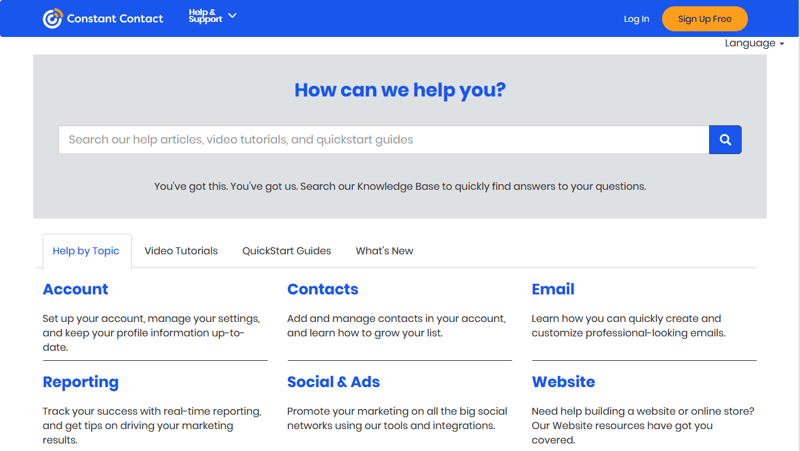 Constant Contact
Help &
Support
Log In
Sign Up Free
Language
How can we help you?
Search our help articles, video tutorials, and quickstart guides
You've got this. You've got us. Search our Knowledge Base to quickly find answers to your questions.
Help by Topic
Video Tutorials
QuickStart Guides
What's New
Account
Set up your account, manage your settings,
and keep your profile information up-to-
date.
Contacts
Add and manage contacts in your account,
and learn how to grow your list.
Email
Learn how you can quickly create and
customize professional-looking emails.
Reporting
Track your success with real-time reporting,
and get tips on driving your marketing
results.
Social & Ads
Promote your marketing on all the big social
networks using our tools and integrations.
Website
Need help building a website or online store?
Our Website resources have got you
covered.